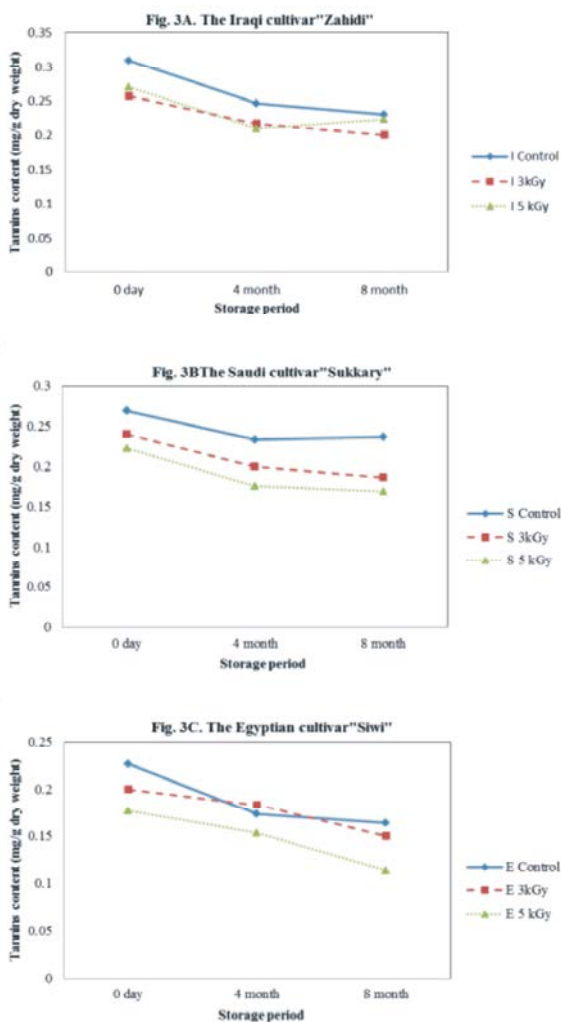 Fig. 3A. The Iraqi cultivar"Zahidi"
Tannins content (mg/g dry weight)
0.35
0.3
0.25
0.2
0.15
0.1
0.05
0
0 day
4 month
8 month
Storage period
I Control
I 3kGy
I 5 kGy
Fig. 3BThe Saudi cultivar"Sukkary"
Tannins content (mg/g dry weight)
0.3
0.25
0.2
0.15
0.1
0.05
0
0 day
4 month
8 month
Storage period
S Control
S 3kGy
S 5 kGy
Fig. 3C. The Egyptian cultivar"Siwi"
Tannins content (mg/g dry weight)
0.25
0.2
0.15
0.1
0.05
0
0 day
4 month
8 month
Storage period
E Control
E 3kGy
E 5 kGy